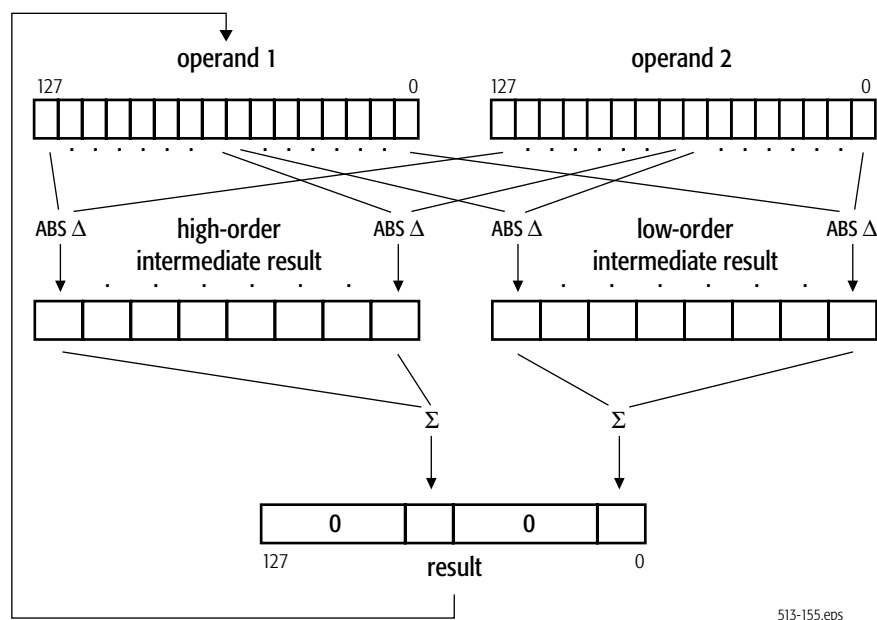 operand 1
operand 2
127
0
127
0
. . . . . . . . . . . .
. . . . . . . . . . . .
ABS Δ
high-order
intermediate result
ABS Δ
ABS Δ
low-order
intermediate result
ABS Δ
. . . . . .
. . . . . .
Σ
Σ
0
0
127
result
0
513-155.eps